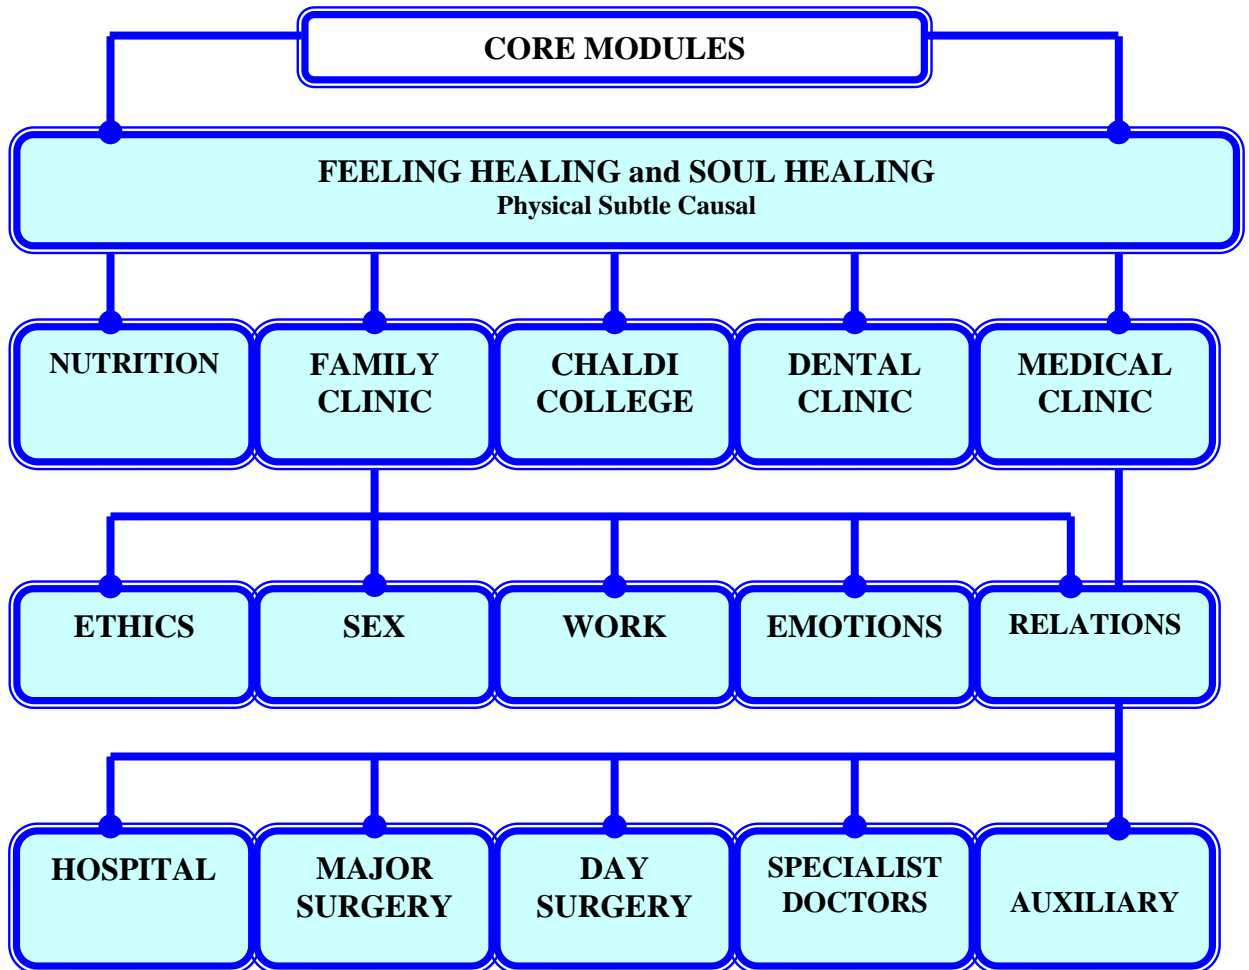 CORE MODULES
FEELING HEALING and SOUL HEALING
Physical Subtle Causal
NUTRITION
FAMILY
CLINIC
CHALDI
COLLEGE
DENTAL
CLINIC
MEDICAL
CLINIC
ETHICS
SEX
WORK
EMOTIONS
RELATIONS
HOSPITAL
MAJOR
SURGERY
DAY
SURGERY
SPECIALIST
DOCTORS
AUXILIARY